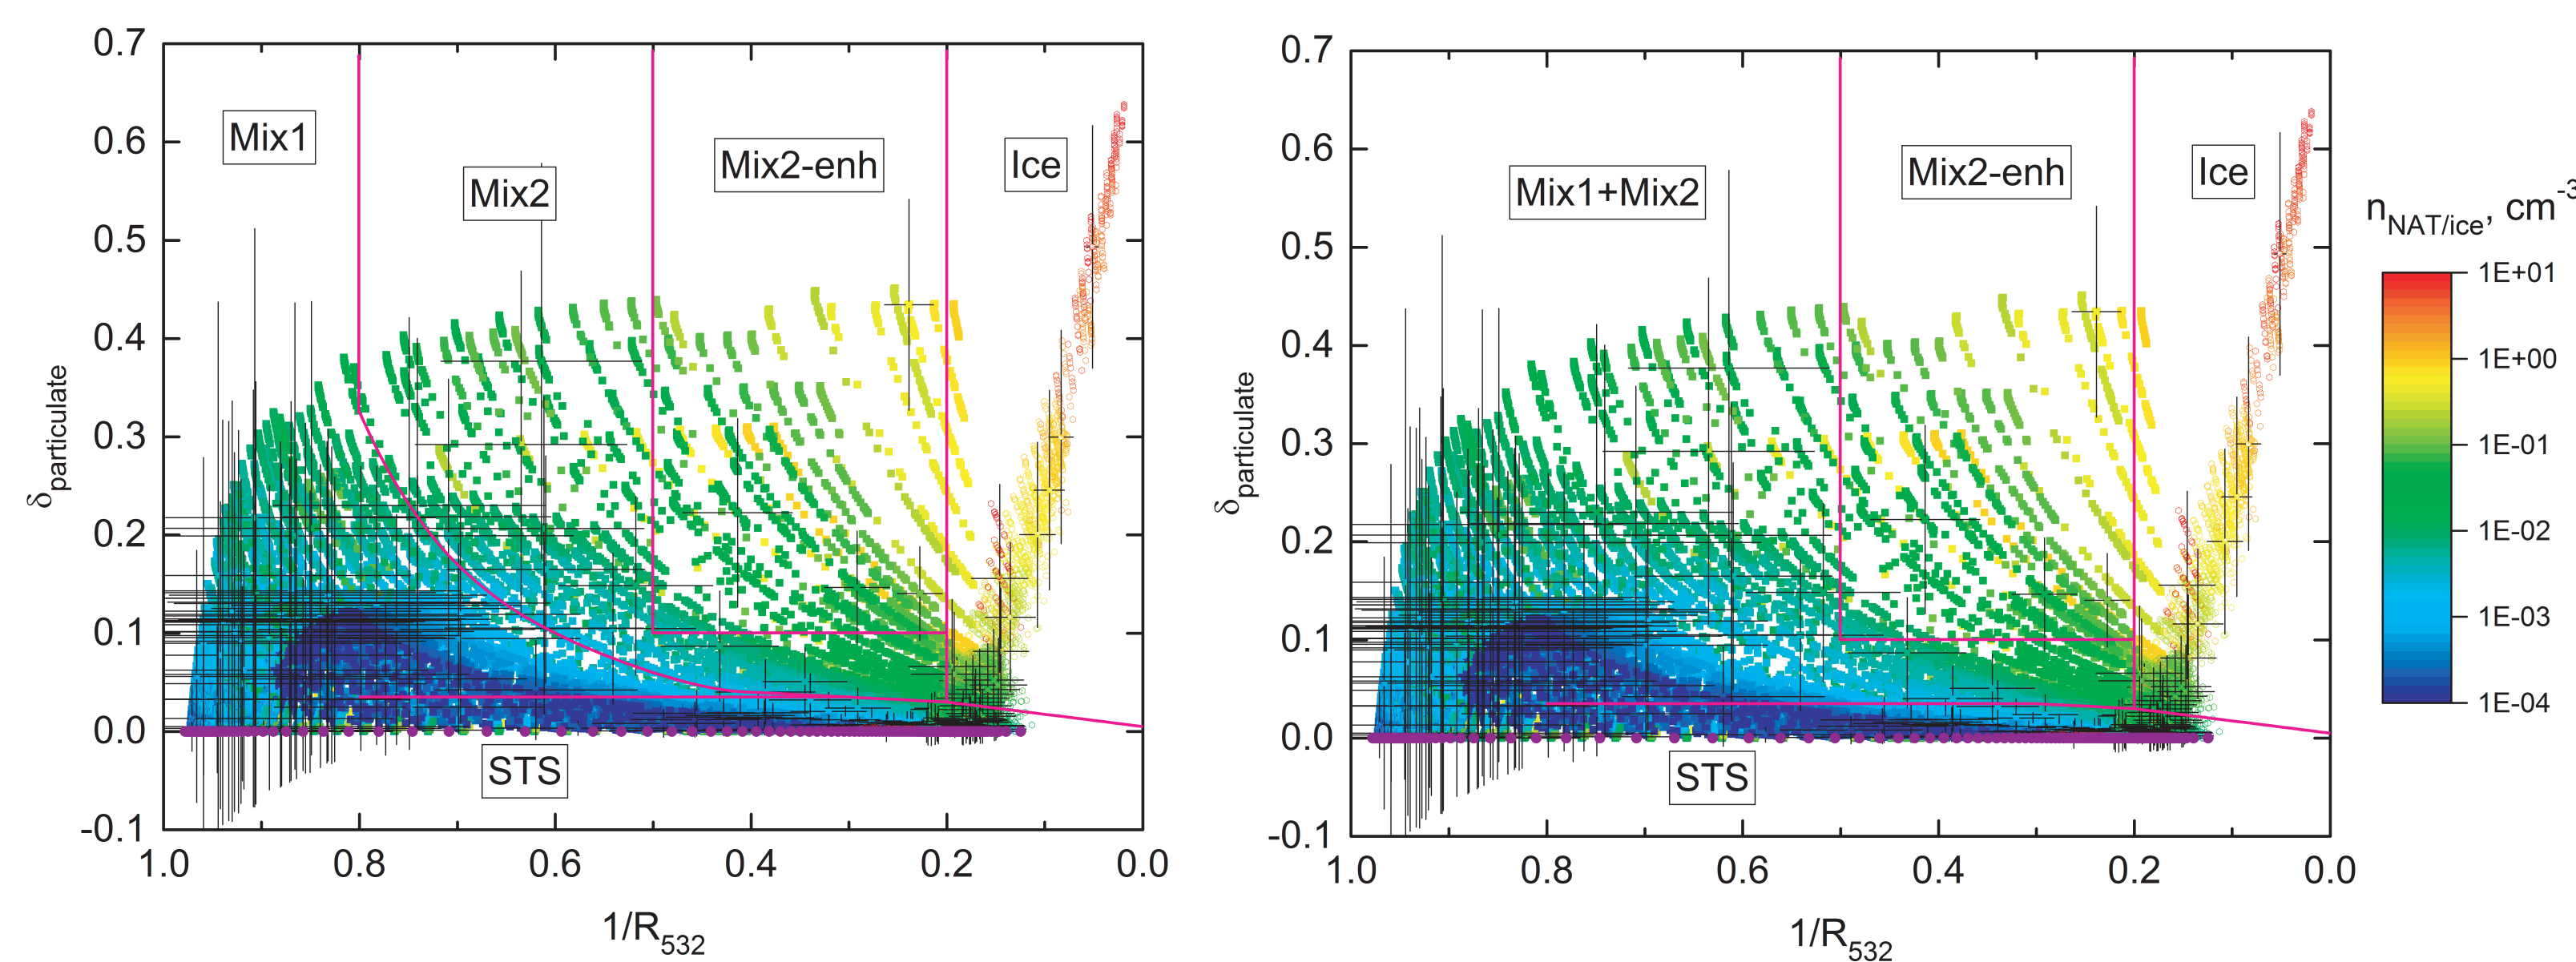 0.7
0.6
0.5
0.4
0.3
0.2
0.1
0.0
-0.1
δparticulate
Mix1
Mix2
Mix2-enh
Ice
STS
1.0 0.8 0.6 0.4 0.2 0.0
1/R532
0.7
0.6
0.5
0.4
0.3
0.2
0.1
0.0
-0.1
δparticulate
Mix1+Mix2
Mix2-enh
Ice
STS
1.0 0.8 0.6 0.4 0.2 0.0
1/R532
nNAT/ice, cm-3
1E+01
1E+00
1E-01
1E-02
1E-03
1E-04